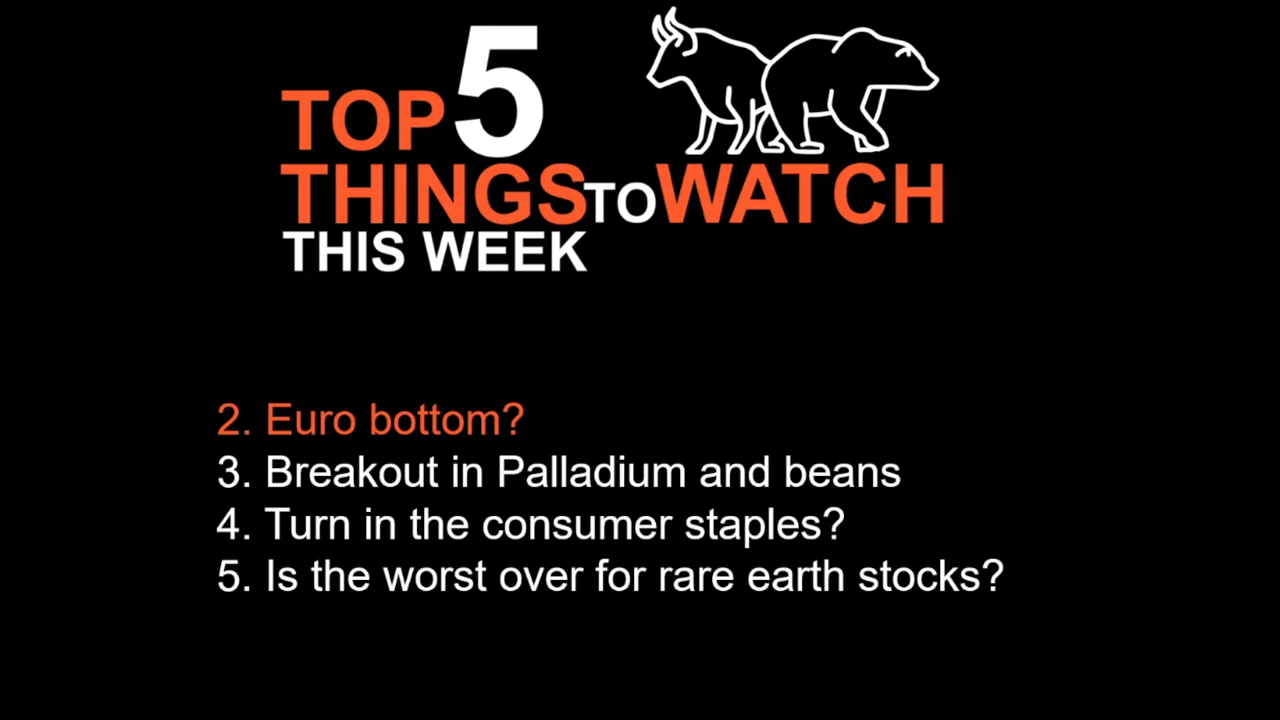 TOP 5
THINGS TO WATCH
THIS WEEK
2. Euro bottom?
3. Breakout in Palladium and beans
4. Turn in the consumer staples?
5. Is the worst over for rare earth stocks?